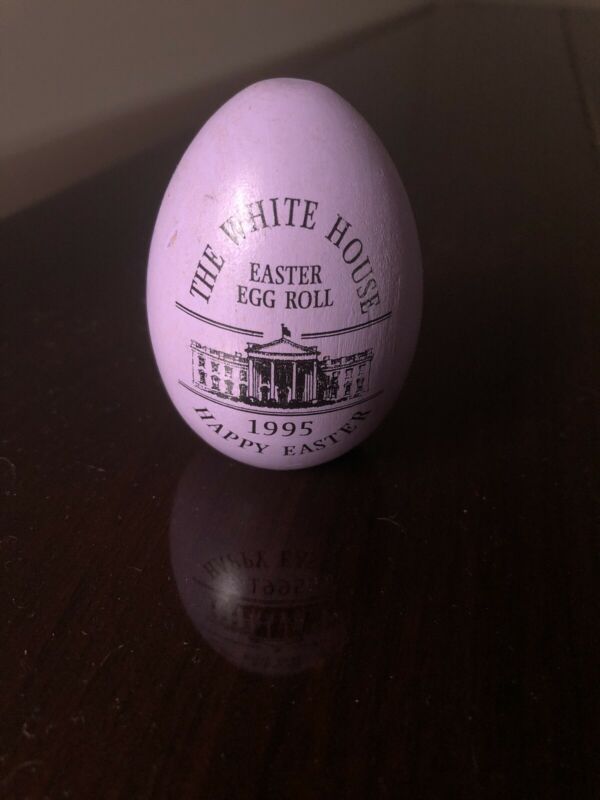 THE WHITE HOUSE
EASTER
EGG ROLL
1995
HAPPY EASTER